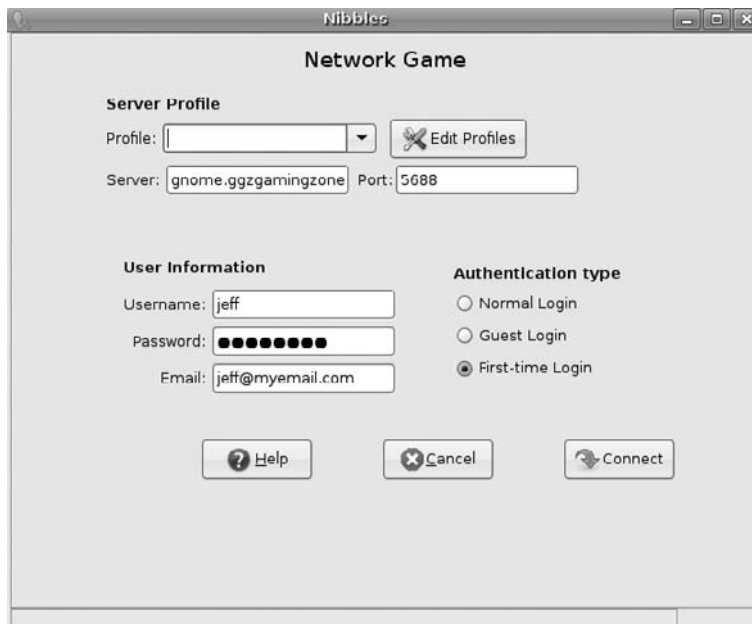 Nibbles
Network Game
Server Profile
Profile: Edit Profiles
Server: gnome.ggzgamingzone Port: 5688
User Information
Authentication type
Username: jeff
Normal Login
Password: ●●●●●●●●
Guest Login
Email: jeff@myemail.com
First-time Login
Help Cancel Connect